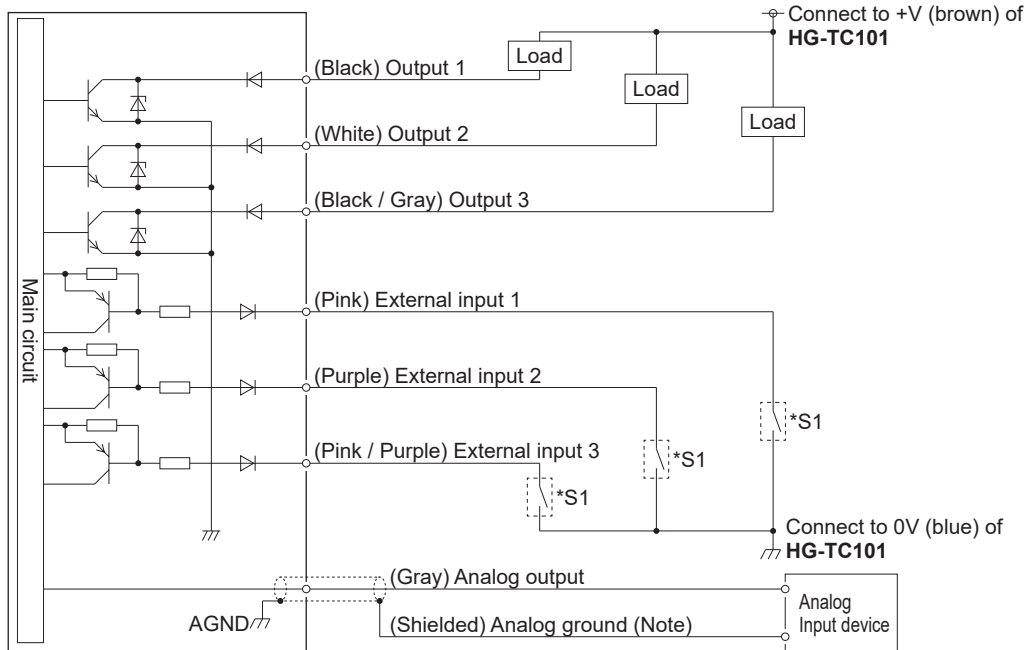 Connect to +V (brown) of
HG-TC101
(Black) Output 1
Load
Load
Load
(White) Output 2
(Black / Gray) Output 3
Main circuit
(Pink) External input 1
(Purple) External input 2
*S1
(Pink / Purple) External input 3
*S1
*S1
Connect to 0V (blue) of
HG-TC101
(Gray) Analog output
Analog
Input device
AGND
(Shielded) Analog ground (Note)